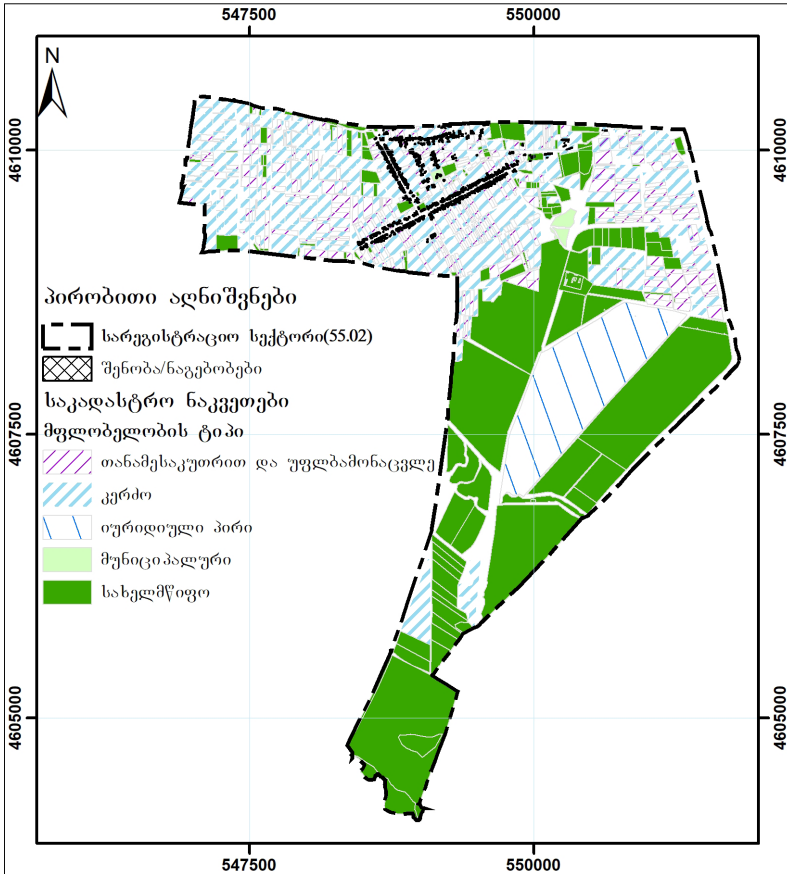 547500 550000
N
4610000 4610000
პირობითი აღნიშვნები
სარეგისტრაციო სექტორი(55.02)
შენობა/ნაგებობები
საკადასტრო ნაკვეთები
მფლობელობის ტიპი
4607500 4607500
თანამესაკუთრით და უფლბამონაცვლე
კერძო
იურიდიული პირი
მუნიციპალური
სახელმწიფო
4605000 4605000
547500 550000